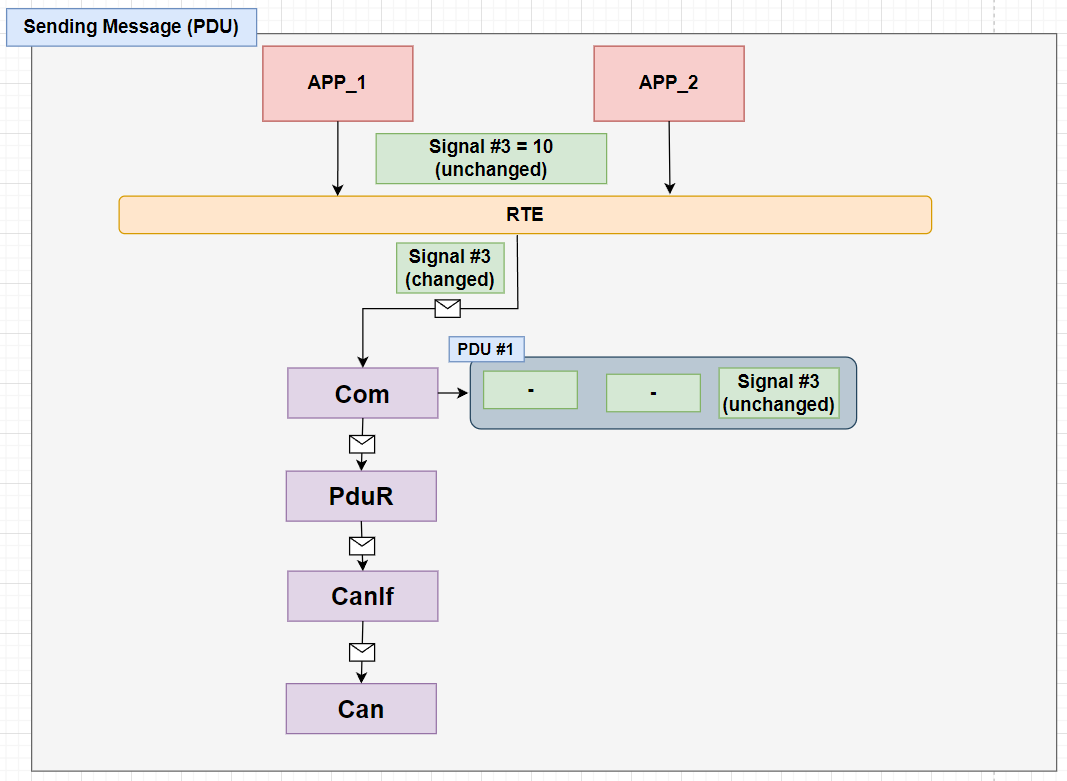 Sending Message (PDU)
APP_1
APP_2
Signal #3 = 10
(unchanged)
RTE
Signal #3
(changed)
PDU #1
Com
-
-
Signal #3
(unchanged)
PduR
CanIf
Can